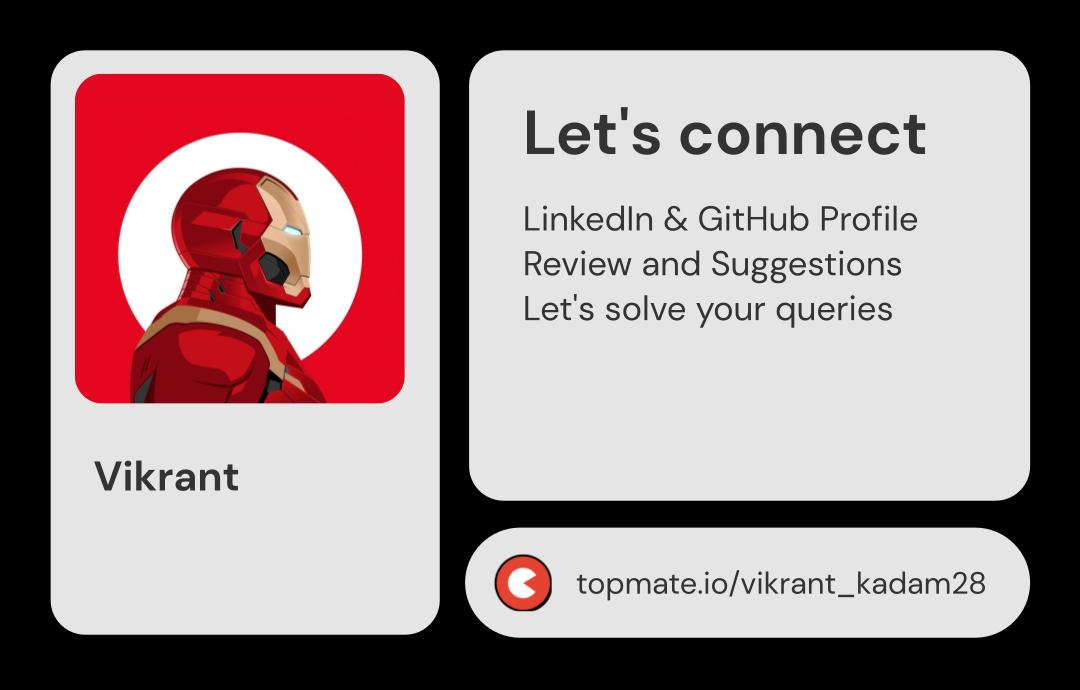 Vikrant
Let's connect
LinkedIn & GitHub Profile
Review and Suggestions
Let's solve your queries
topmate.io/vikrant_kadam28